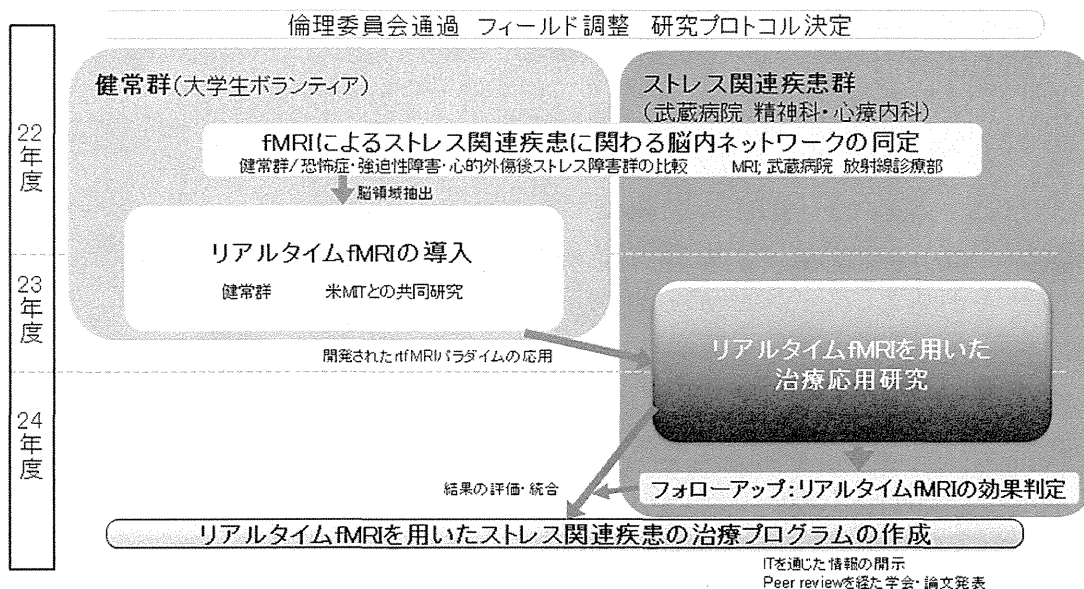 倫理委員会通過 フィールド調整 研究プロトコル決定
22年度
健常群(大学生ボランティア)
ストレス関連疾患群
(武蔵病院 精神科・心療内科)
fMRIによるストレス関連疾患に関わる脳内ネットワークの同定
健常群/恐怖症・強迫性障害・心的外傷後ストレス障害群の比較 MRI; 武蔵病院 放射線診療部
脳領域抽出
リアルタイムfMRIの導入
23年度
健常群 米MITとの共同研究
開発されたrtfMRIパラダイムの応用
リアルタイムfMRIを用いた
治療応用研究
24年度
結果の評価・統合
フォローアップ:リアルタイムfMRIの効果判定
リアルタイムfMRIを用いたストレス関連疾患の治療プログラムの作成
ITを通じた情報の開示
Peer reviewを経た学会・論文発表